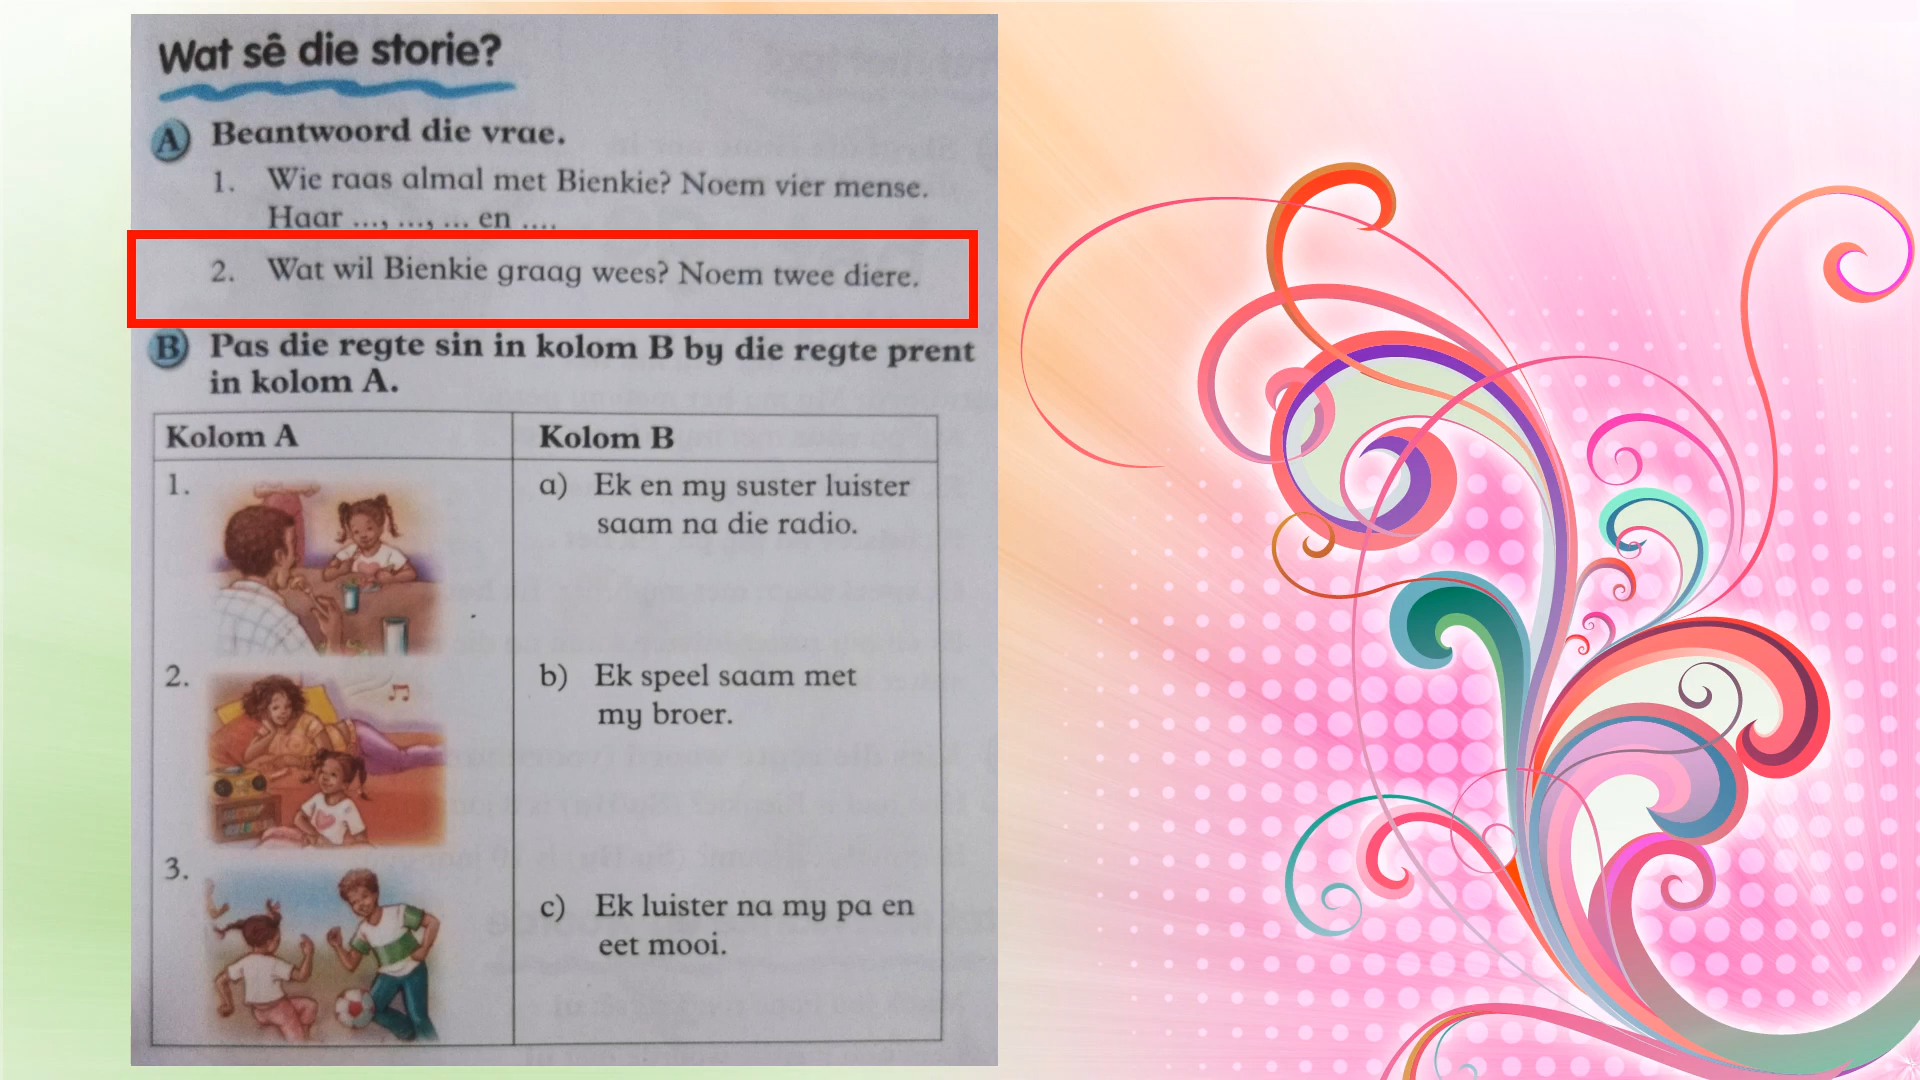 Wat sê die storie?
A Beantwoord die vrae.
1. Wie raas almal met Bienkie? Noem vier mense.
Haar ..., ..., ... en ....
2. Wat wil Bienkie graag wees? Noem twee diere.
B Pas die regte sin in kolom B by die regte prent
in kolom A.
Kolom A Kolom B
1. a) Ek en my suster luister
saam na die radio.
2. b) Ek speel saam met
my broer.
3. c) Ek luister na my pa en
eet mooi.